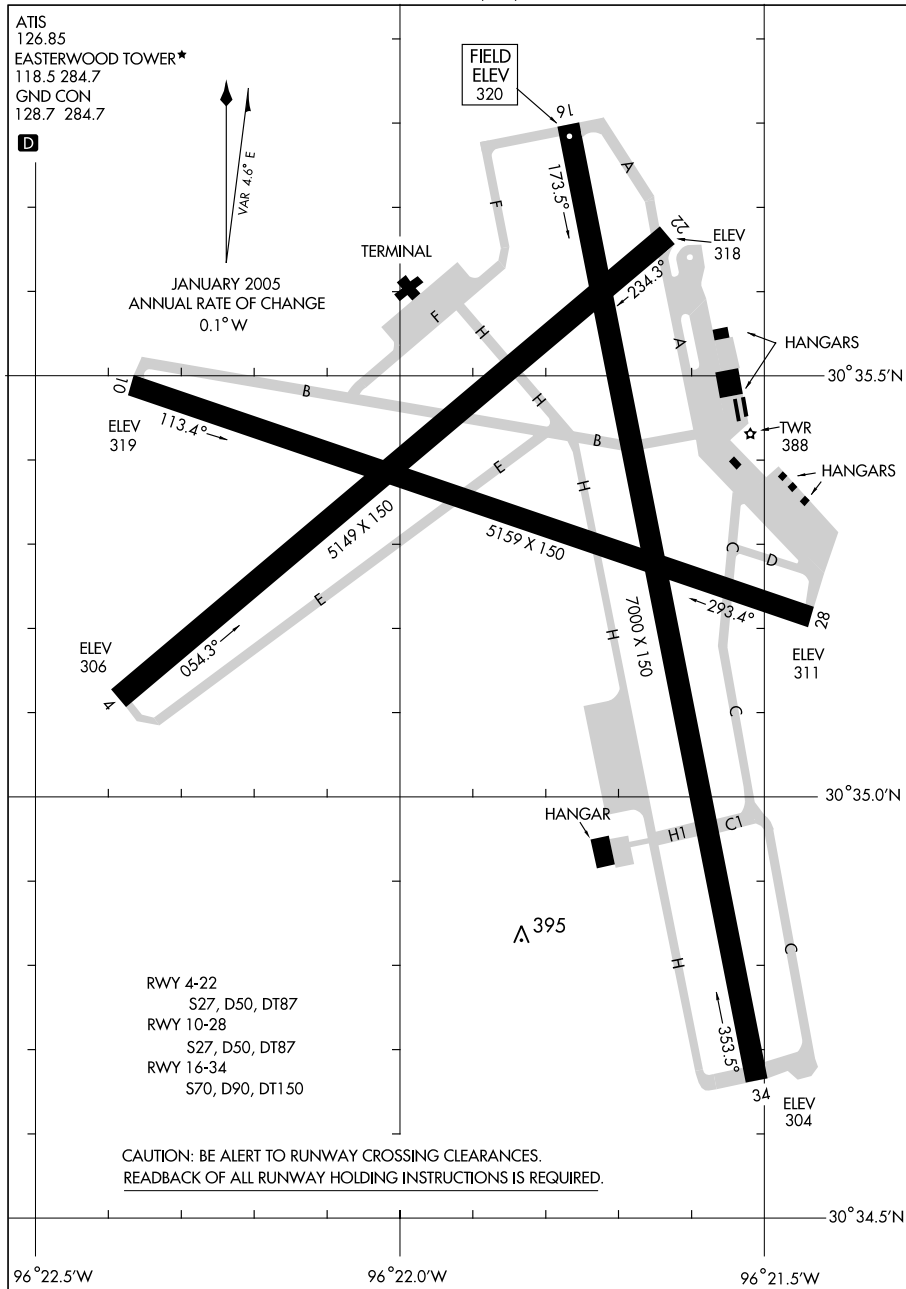 ATIS
126.85
EASTERWOOD TOWER★
118.5 284.7
GND CON
128.7 284.7
D
VAR 4.6° E
JANUARY 2005
ANNUAL RATE OF CHANGE
0.1° W
FIELD
ELEV
320
16
173.5°
A
F
22
ELEV
318
234.3°
TERMINAL
F
H
A
HANGARS
30°35.5'N
10
B
H
ELEV
319
113.4°
B
TWR
388
E
H
HANGARS
5149 X 150
5159 X 150
C
D
E
293.4°
28
7000 X 150
H
ELEV
306
054.3°
ELEV
311
4
C
30°35.0'N
HANGAR
H1
C1
395
H
C
RWY 4-22
S27, D50, DT87
RWY 10-28
S27, D50, DT87
RWY 16-34
S70, D90, DT150
353.5°
34
ELEV
304
CAUTION: BE ALERT TO RUNWAY CROSSING CLEARANCES.
READBACK OF ALL RUNWAY HOLDING INSTRUCTIONS IS REQUIRED.
30°34.5'N
96°22.5'W
96°22.0'W
96°21.5'W